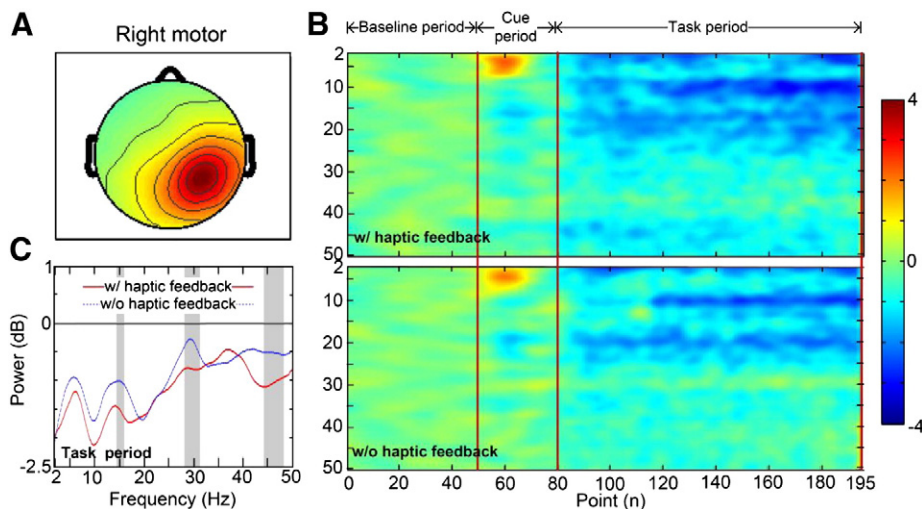 A
Right motor
B
Baseline period
Cue period
Task period
2
10
20
30
40
50
w/ haptic feedback
2
10
20
30
40
50
w/o haptic feedback
0 20 40 60 80 100 120 140 160 180 195
Point (n)
4
0
-4
C
1
0
-2.5
Power (dB)
w/ haptic feedback
w/o haptic feedback
Task period
2 10 20 30 40 50
Frequency (Hz)